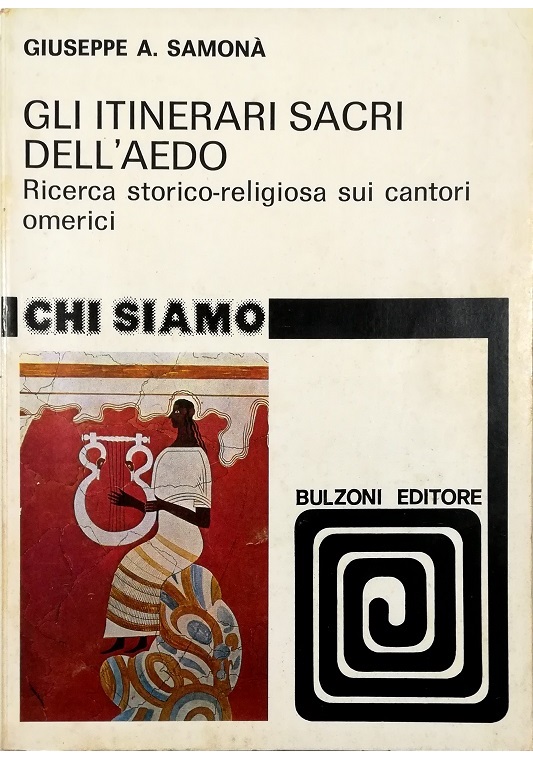 GIUSEPPE A. SAMONÀ
GLI ITINERARI SACRI
DELL'AEDO
Ricerca storico-religiosa sui cantori
omerici
CHI SIAMO
BULZONI EDITORE